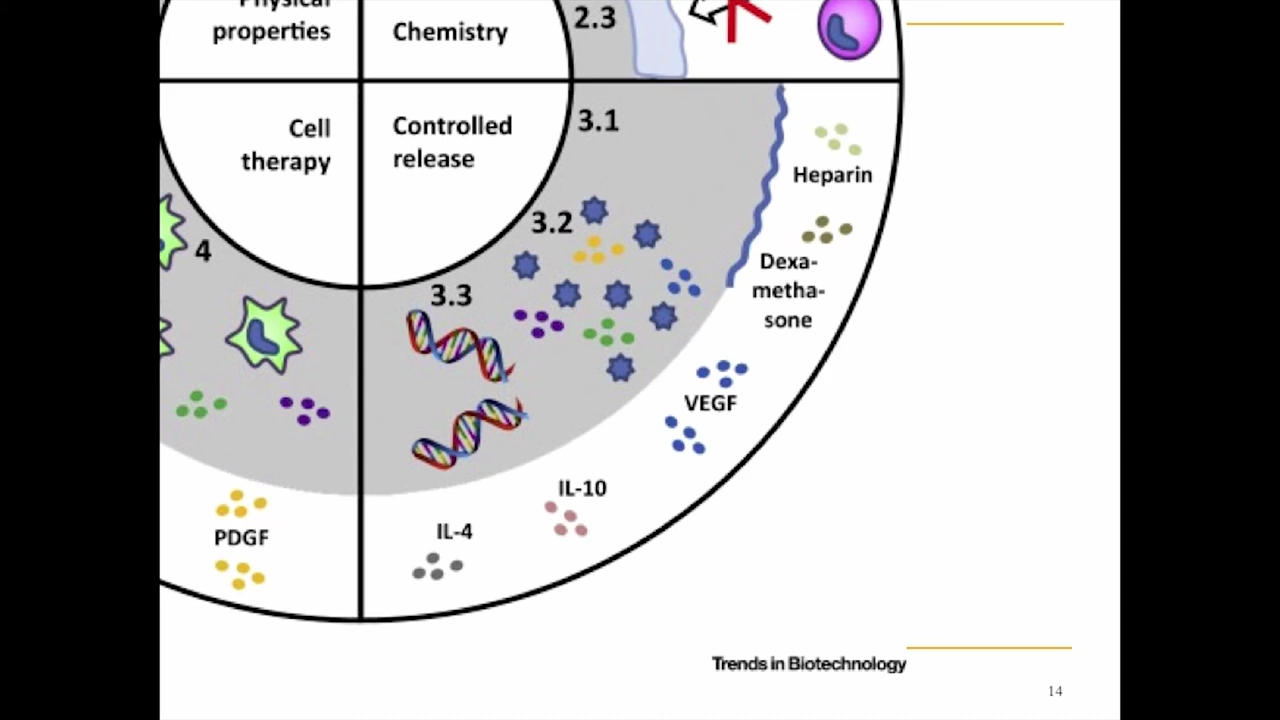 Physical
properties
Chemistry
2.3
Cell
therapy
Controlled
release
3.1
Heparin
3.2
4
Dexa-
metha-
sone
3.3
VEGF
IL-10
IL-4
PDGF
Trends in Biotechnology
14